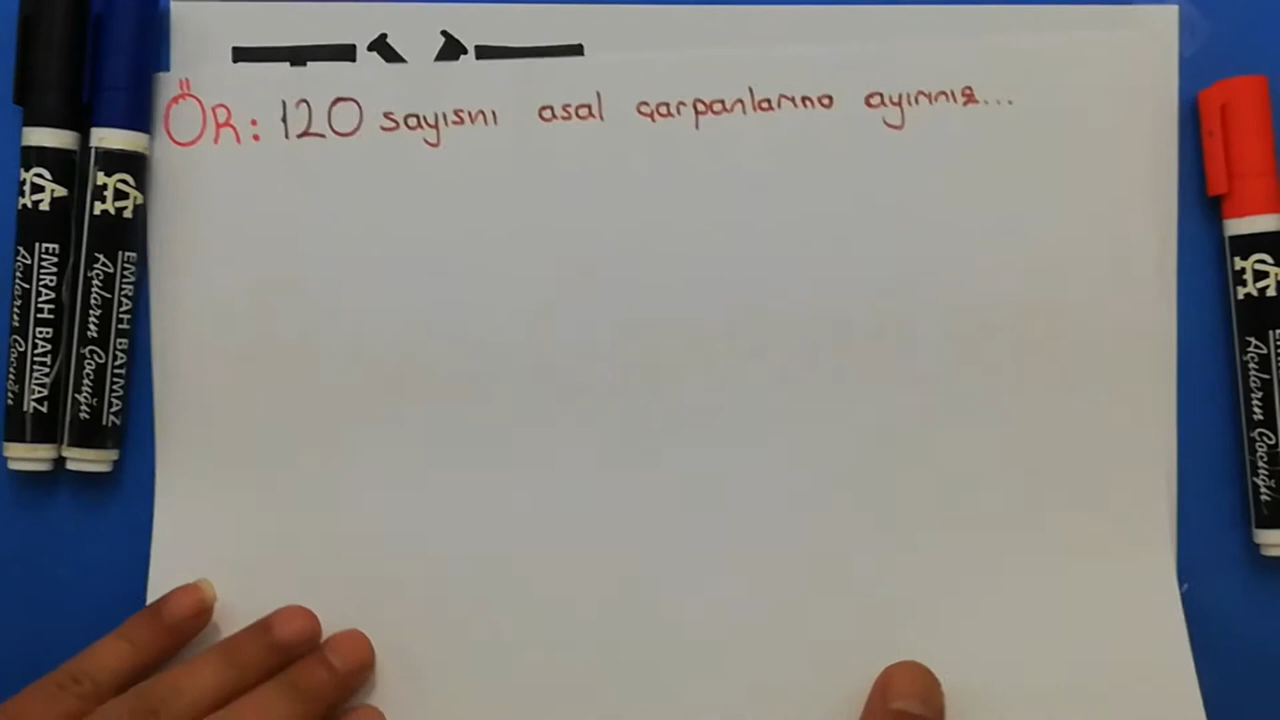 ÖR: 120 sayısnı asal çarpanlarına ayırınız...
EMRAH BATMAZ
Açıların Çocuğu
EMRAH BATMAZ
Açıların Çocuğu
Açıların Çocuğu